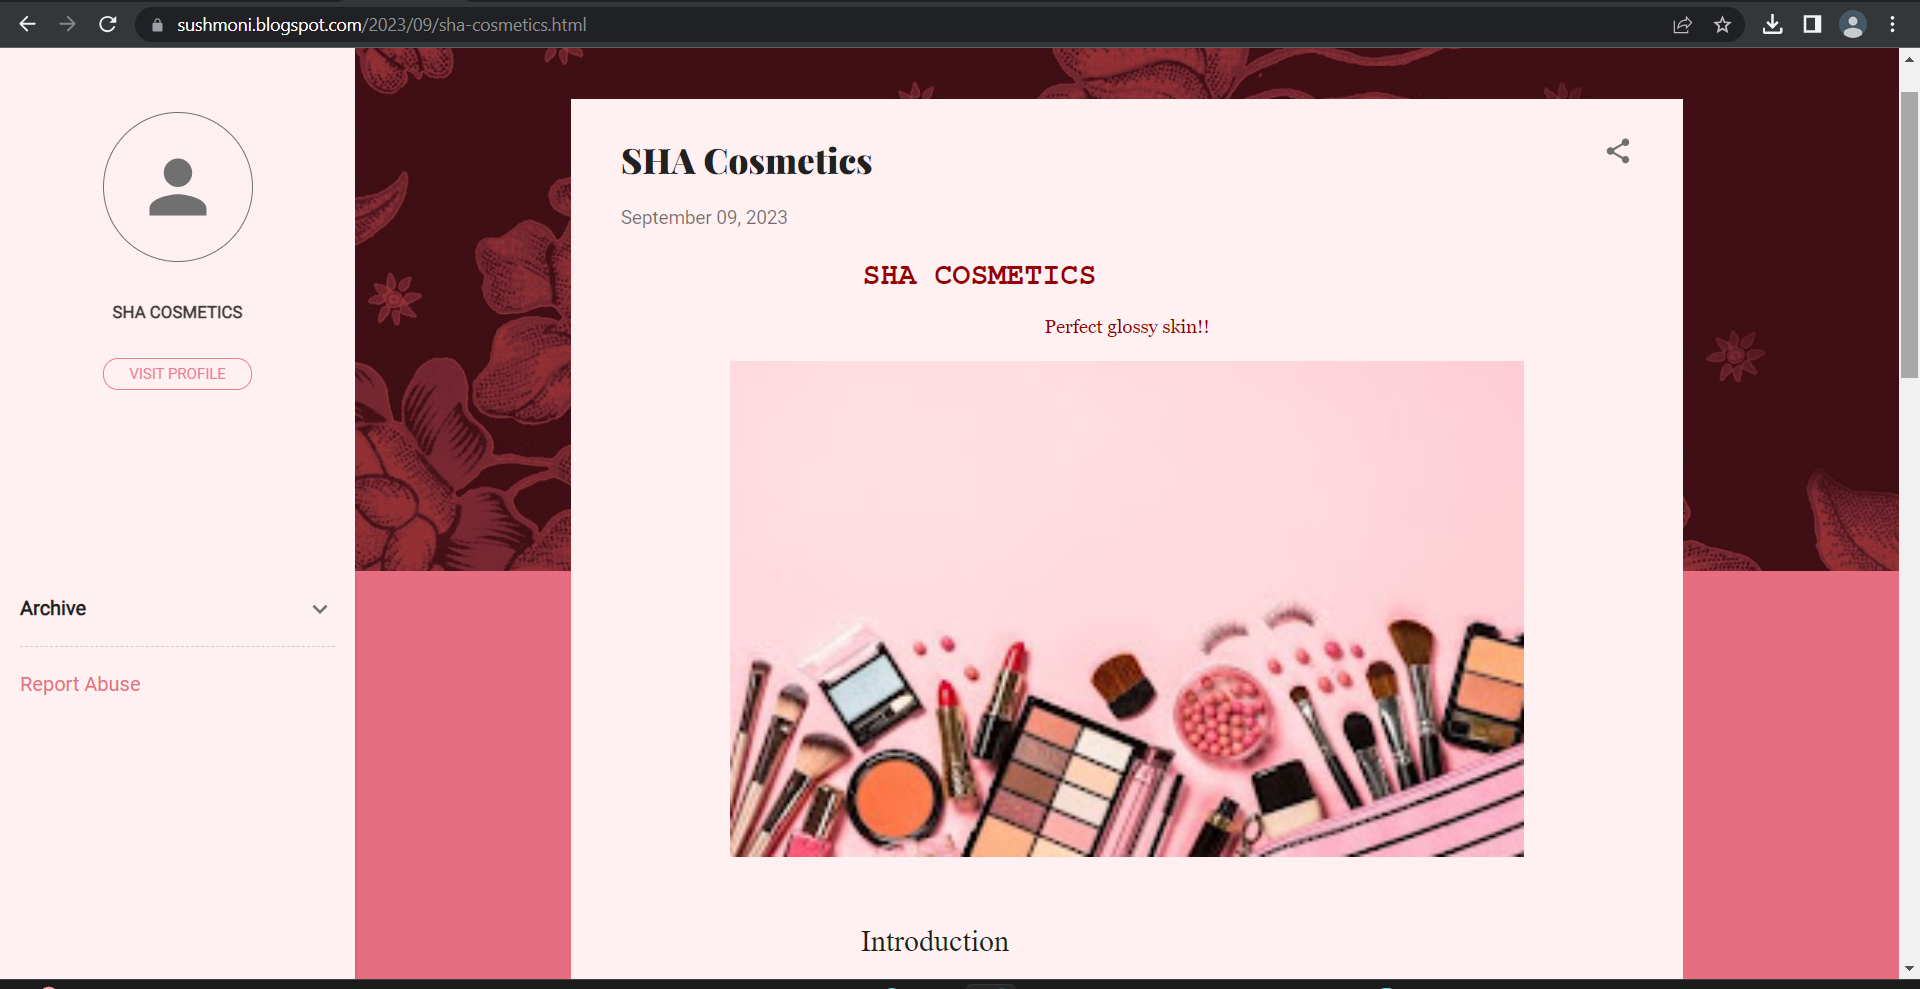 sushmoni.blogspot.com/2023/09/sha-cosmetics.html
SHA COSMETICS
VISIT PROFILE
Archive
Report Abuse
SHA Cosmetics
September 09, 2023
SHA COSMETICS
Perfect glossy skin!!
Introduction